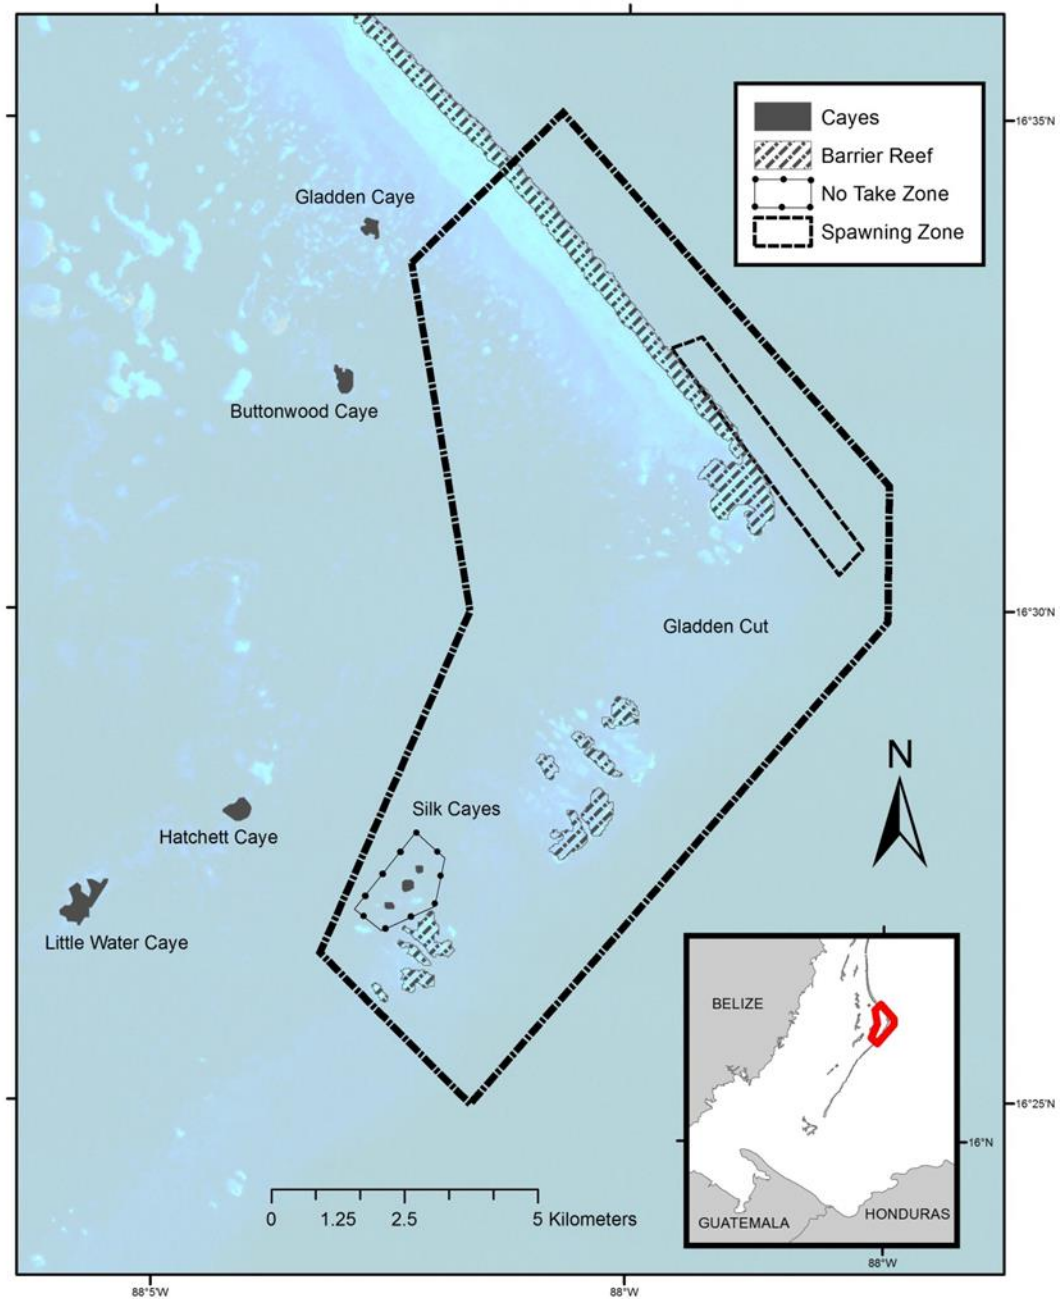 Cayes
Barrier Reef
No Take Zone
Spawning Zone
16°35'N
Gladden Caye
Buttonwood Caye
16°30'N
Gladden Cut
N
Silk Cayes
Hatchett Caye
Little Water Caye
BELIZE
16°25'N
16°N
GUATEMALA
HONDURAS
88°W
0 1.25 2.5 5 Kilometers
88°5'W
88°W